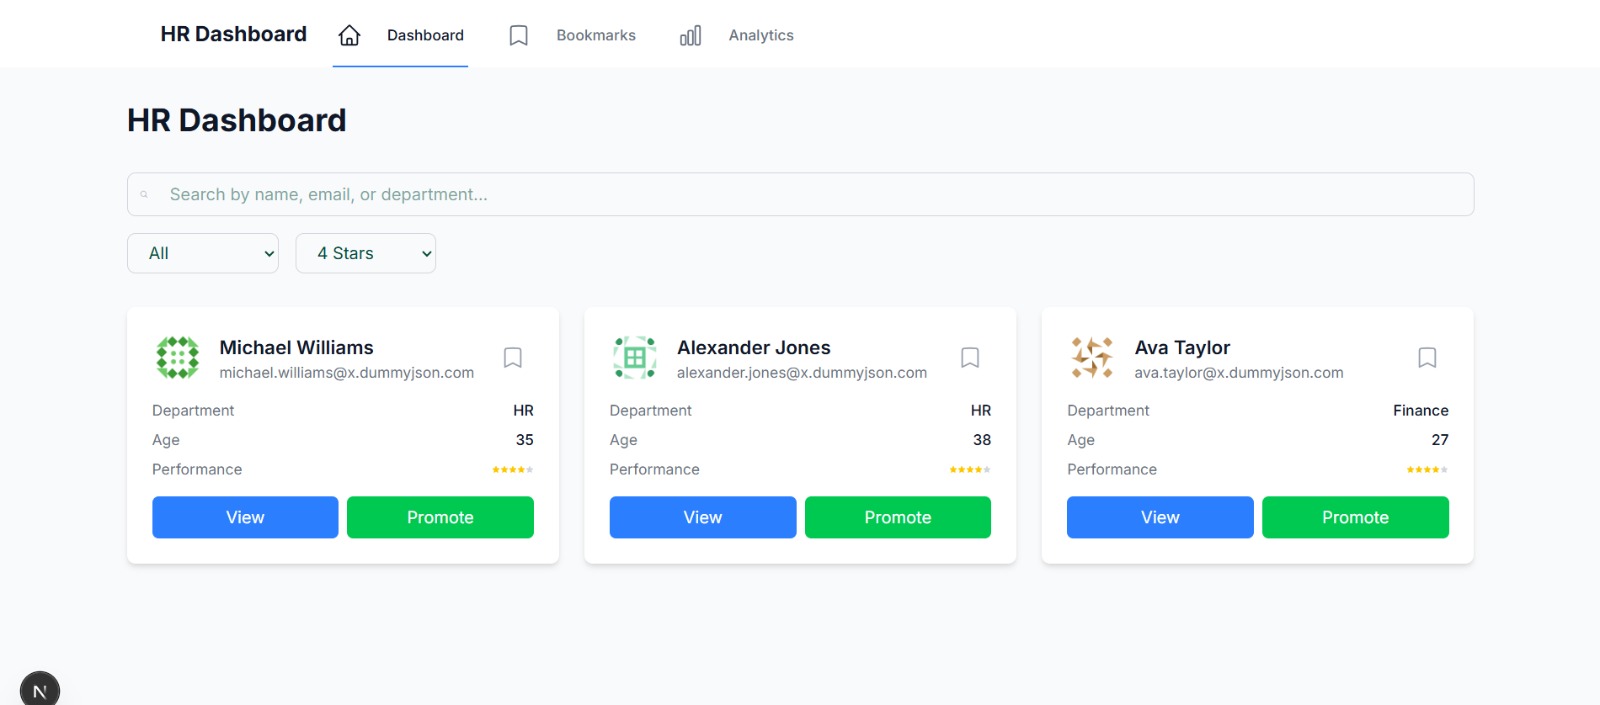 HR Dashboard Dashboard Bookmarks Analytics
HR Dashboard
Search by name, email, or department...
All 4 Stars
Michael Williams
michael.williams@x.dummyjson.com
Department HR
Age 35
Performance
View Promote
Alexander Jones
alexander.jones@x.dummyjson.com
Department HR
Age 38
Performance
View Promote
Ava Taylor
ava.taylor@x.dummyjson.com
Department Finance
Age 27
Performance
View Promote
N